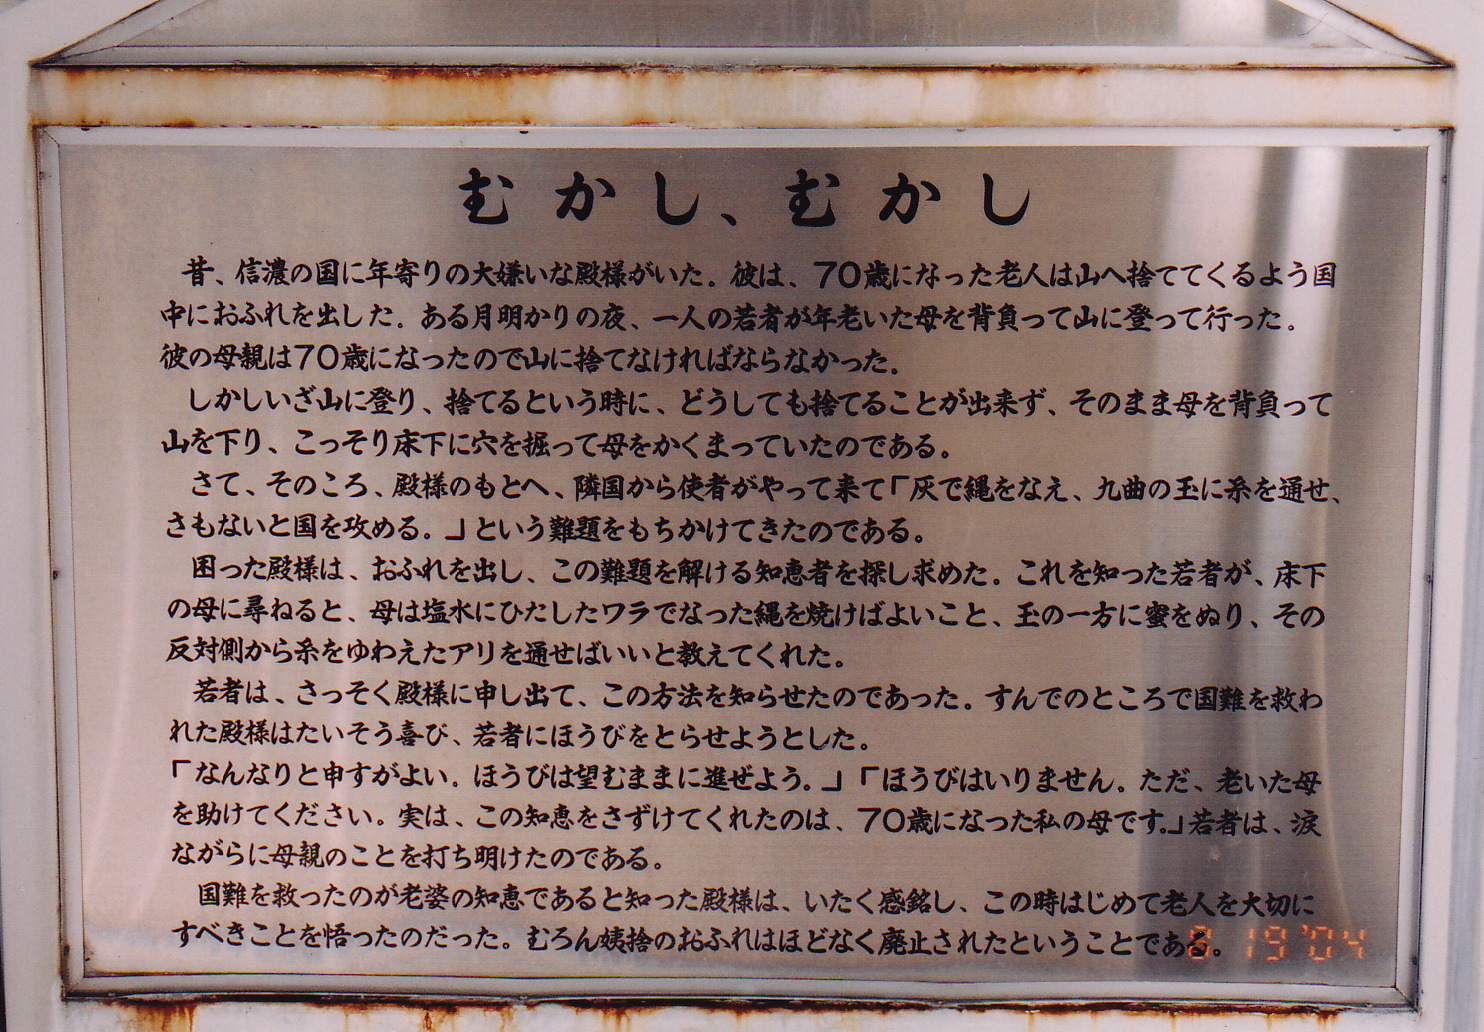 むかし、むかし
昔、信濃の国に年寄りの大嫌いな殿様がいた。彼は、70歳になった老人は山へ捨ててくるよう国
中におふれを出した。ある月明かりの夜、一人の若者が年老いた母を背負って山に登って行った。
彼の母親は70歳になったので山に捨てなければならなかった。
しかしいざ山に登り、捨てるという時に、どうしても捨てることが出来ず、そのまま母を背負って
山を下り、こっそり床下に穴を掘って母をかくまっていたのである。
さて、そのころ、殿様のもとへ、隣国から使者がやって来て「灰で縄をなえ、九曲の玉に糸を通せ、
さもないと国を攻める。」という難題をもちかけてきたのである。
困った殿様は、おふれを出し、この難題を解ける知恵者を探し求めた。これを知った若者が、床下
の母に尋ねると、母は塩水にひたしたワラでなった縄を焼けばよいこと、玉の一方に蜜をぬり、その
反対側から糸をゆわえたアリを通せばいいと教えてくれた。
若者は、さっそく殿様に申し出て、この方法を知らせたのであった。すんでのところで国難を救わ
れた殿様はたいそう喜び、若者にほうびをとらせようとした。
「なんなりと申すがよい。ほうびは望むままに進ぜよう。」「ほうびはいりません。ただ、老いた母
を助けてください。実は、この知恵をさずけてくれたのは、70歳になった私の母です。」若者は、涙
ながらに母親のことを打ち明けたのである。
国難を救ったのが老婆の知恵であると知った殿様は、いたく感銘し、この時はじめて老人を大切に
すべきことを悟ったのだった。むろん姨捨のおふれはほどなく廃止されたということである。
8 19 '04